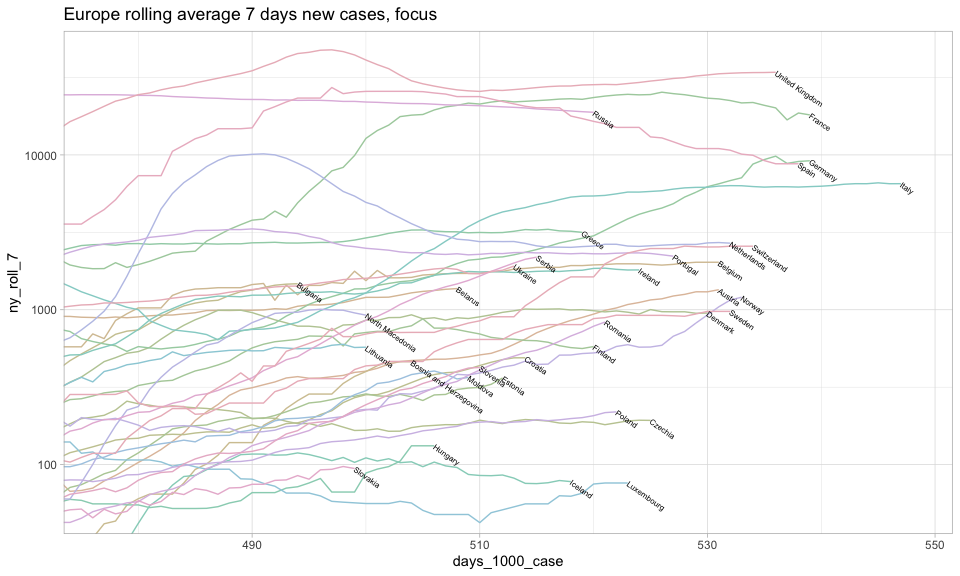 Europe rolling average 7 days new cases, focus
ny_roll_7
10000
1000
100
United Kingdom
France
Russia
Germany
Spain
Italy
Greece
Netherlands
Switzerland
Serbia
Portugal
Belgium
Ukraine
Ireland
Bulgaria
Belarus
Austria
Norway
Sweden
Denmark
North Macedonia
Romania
Lithuania
Finland
Bosnia and Herzegovina
Slovenia
Croatia
Moldova
Estonia
Poland
Czechia
Hungary
Slovakia
Iceland
Luxembourg
490
510
530
550
days_1000_case